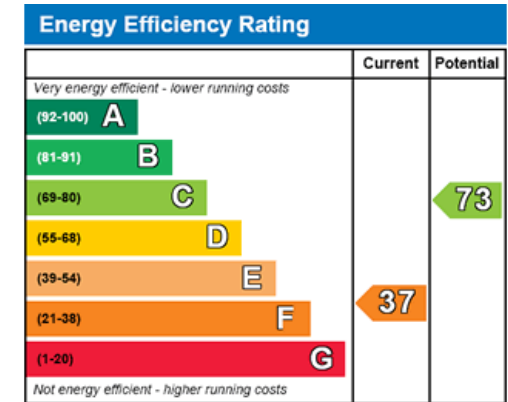 Energy Efficiency Rating
Current Potential
Very energy efficient - lower running costs
(92-100) A
(81-91) B
(69-80) C
73
(55-68) D
(39-54) E
37
(21-38) F
(1-20) G
Not energy efficient - higher running costs